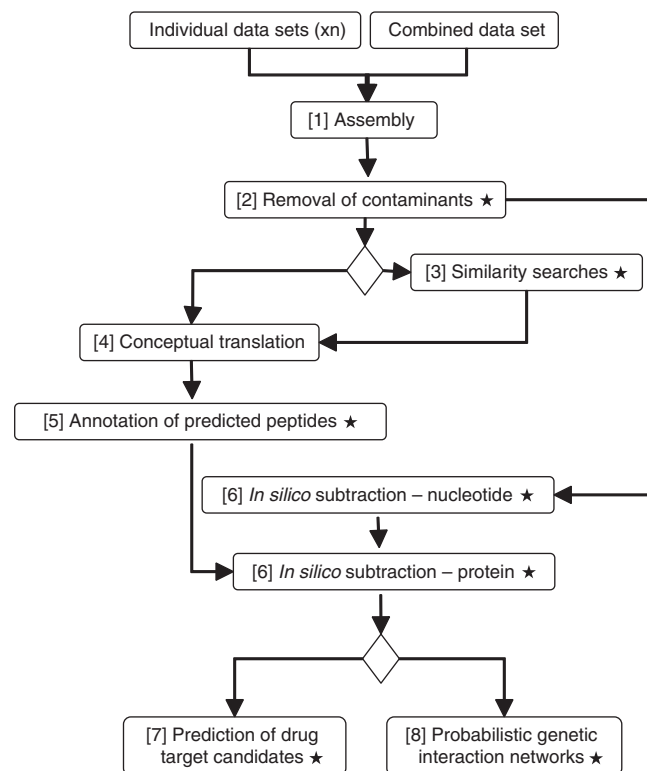 Individual data sets (xn)
Combined data set
[1] Assembly
[2] Removal of contaminants ★
[3] Similarity searches ★
[4] Conceptual translation
[5] Annotation of predicted peptides ★
[6] In silico subtraction – nucleotide ★
[6] In silico subtraction – protein ★
[7] Prediction of drug
target candidates ★
[8] Probabilistic genetic
interaction networks ★